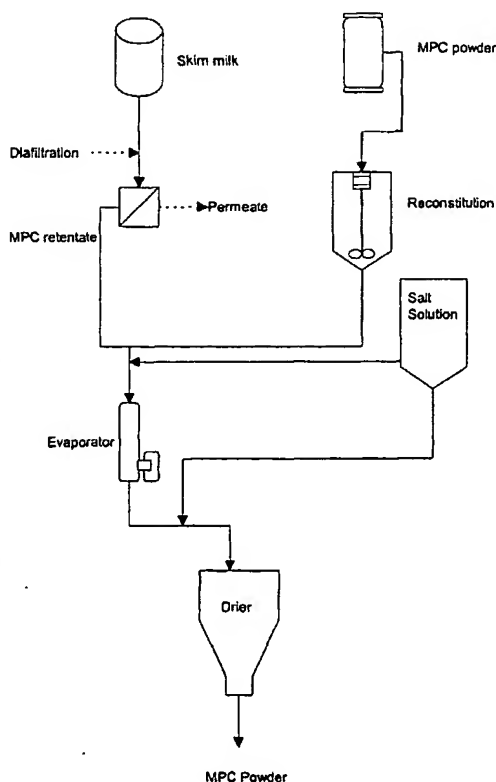 Skim milk
MPC powder
Diafiltration
Permeate
MPC retentate
Reconstitution
Salt
Solution
Evaporator
Drier
MPC Powder